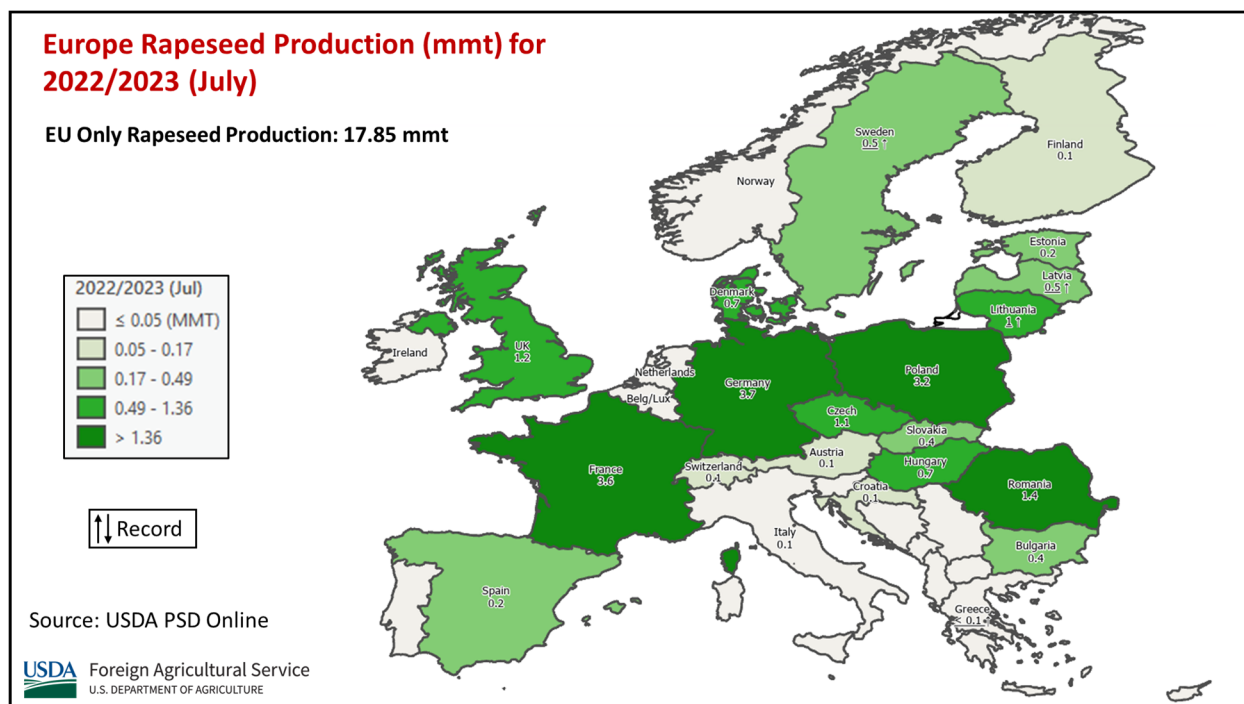 Europe Rapeseed Production (mmt) for
2022/2023 (July)
EU Only Rapeseed Production: 17.85 mmt
2022/2023 (Jul)
≤ 0.05 (MMT)
0.05 - 0.17
0.17 - 0.49
0.49 - 1.36
> 1.36
↑↓ Record
Source: USDA PSD Online
USDA
Foreign Agricultural Service
U.S. DEPARTMENT OF AGRICULTURE
Sweden
0.5 ↑
Finland
0.1
Norway
Estonia
0.2
Latvia
0.5 ↑
Denmark
0.7
Lithuania
1 ↑
Ireland
UK
1.2
Netherlands
Belg/Lux
Germany
3.7
Poland
3.2
Czech
1.1
Slovakia
0.4
Austria
0.1
Hungary
0.7
Switzerland
0.1
France
3.6
Croatia
0.1
Romania
1.4
Italy
0.1
Bulgaria
0.4
Spain
0.2
Greece
< 0.1 ↑